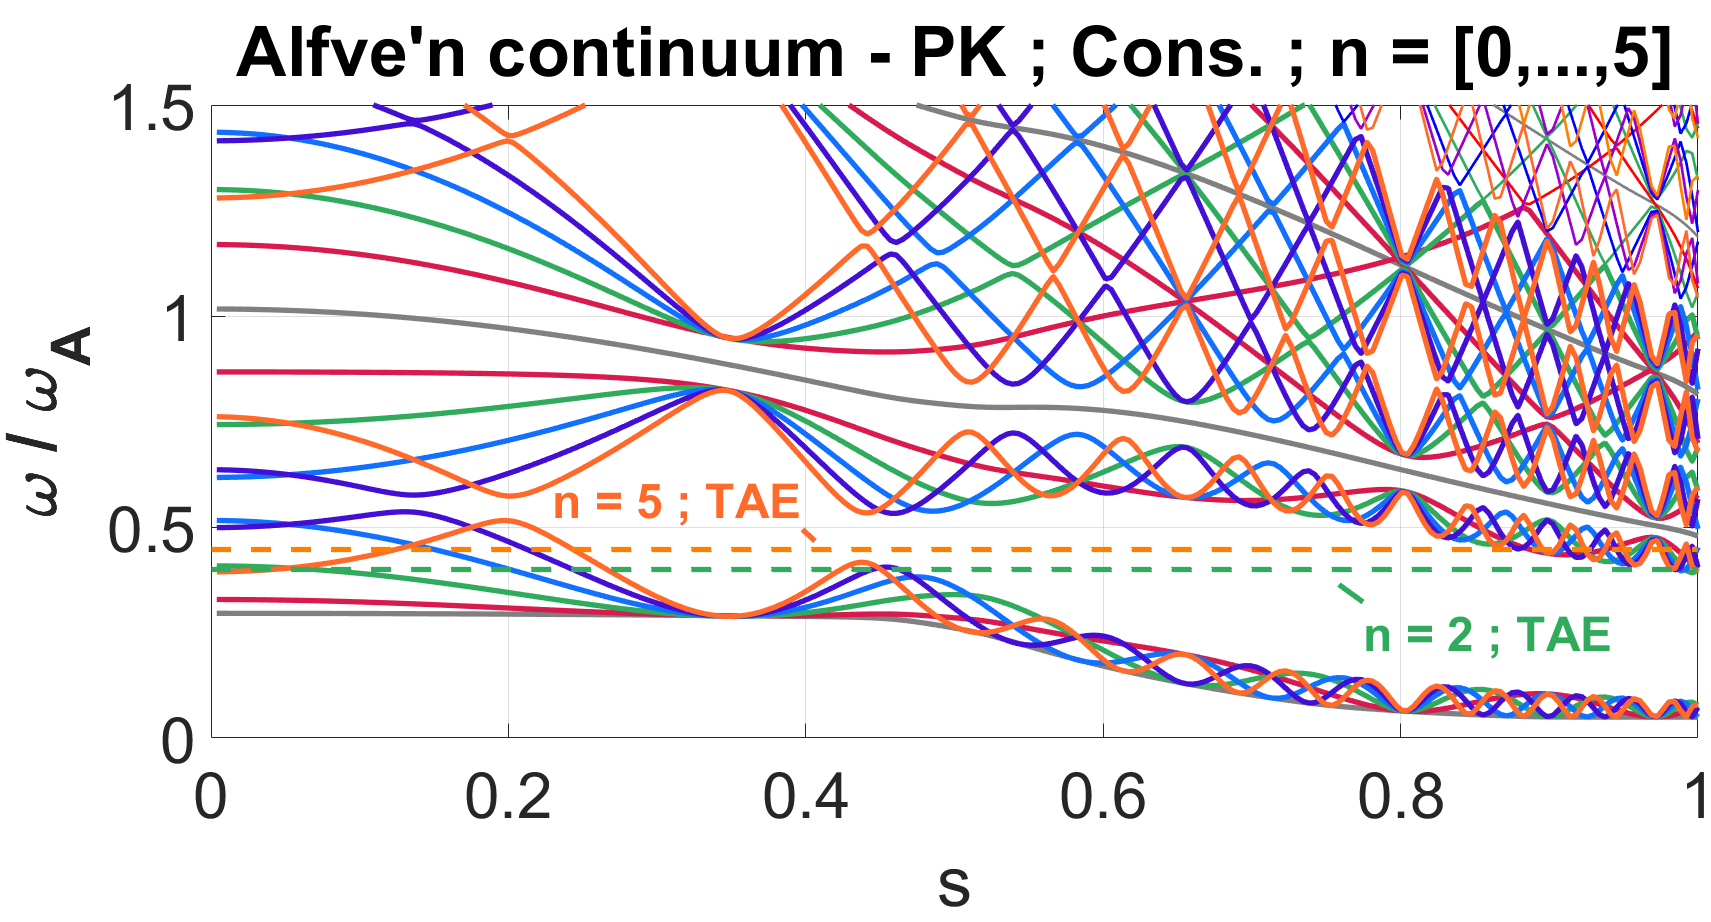 Alfve'n continuum - PK ; Cons. ; n = [0,...,5]
1.5
1
0.5
0
ω / ω_A
n = 5 ; TAE
n = 2 ; TAE
0 0.2 0.4 0.6 0.8 1
s